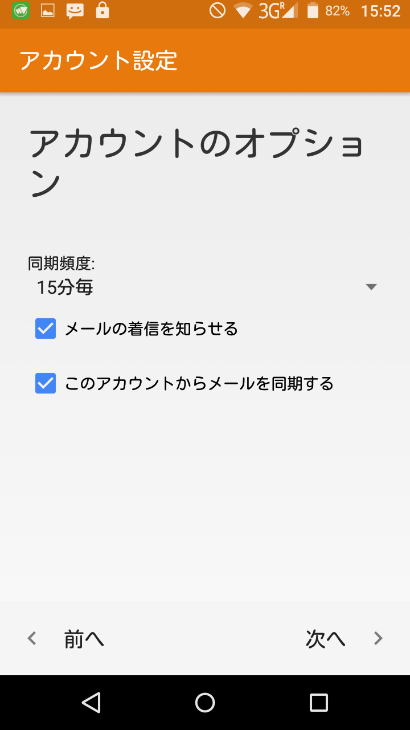 3G R 82% 15:52
アカウント設定
アカウントのオプショ
ン
同期頻度:
15分毎
メールの着信を知らせる
このアカウントからメールを同期する
前へ 次へ